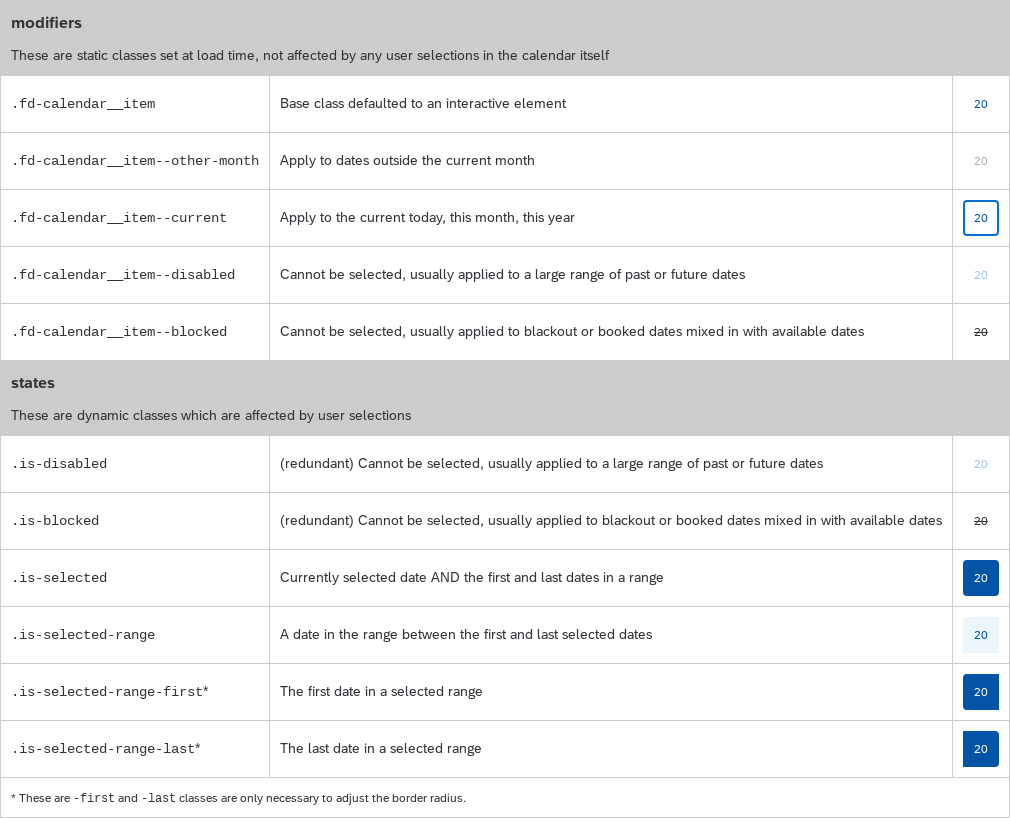 modifiers
These are static classes set at load time, not affected by any user selections in the calendar itself
.fd-calendar__item Base class defaulted to an interactive element 20
.fd-calendar__item--other-month Apply to dates outside the current month 20
.fd-calendar__item--current Apply to the current today, this month, this year 20
.fd-calendar__item--disabled Cannot be selected, usually applied to a large range of past or future dates 20
.fd-calendar__item--blocked Cannot be selected, usually applied to blackout or booked dates mixed in with available dates 20
states
These are dynamic classes which are affected by user selections
.is-disabled (redundant) Cannot be selected, usually applied to a large range of past or future dates 20
.is-blocked (redundant) Cannot be selected, usually applied to blackout or booked dates mixed in with available dates 20
.is-selected Currently selected date AND the first and last dates in a range 20
.is-selected-range A date in the range between the first and last selected dates 20
.is-selected-range-first* The first date in a selected range 20
.is-selected-range-last* The last date in a selected range 20
* These are -first and -last classes are only necessary to adjust the border radius.